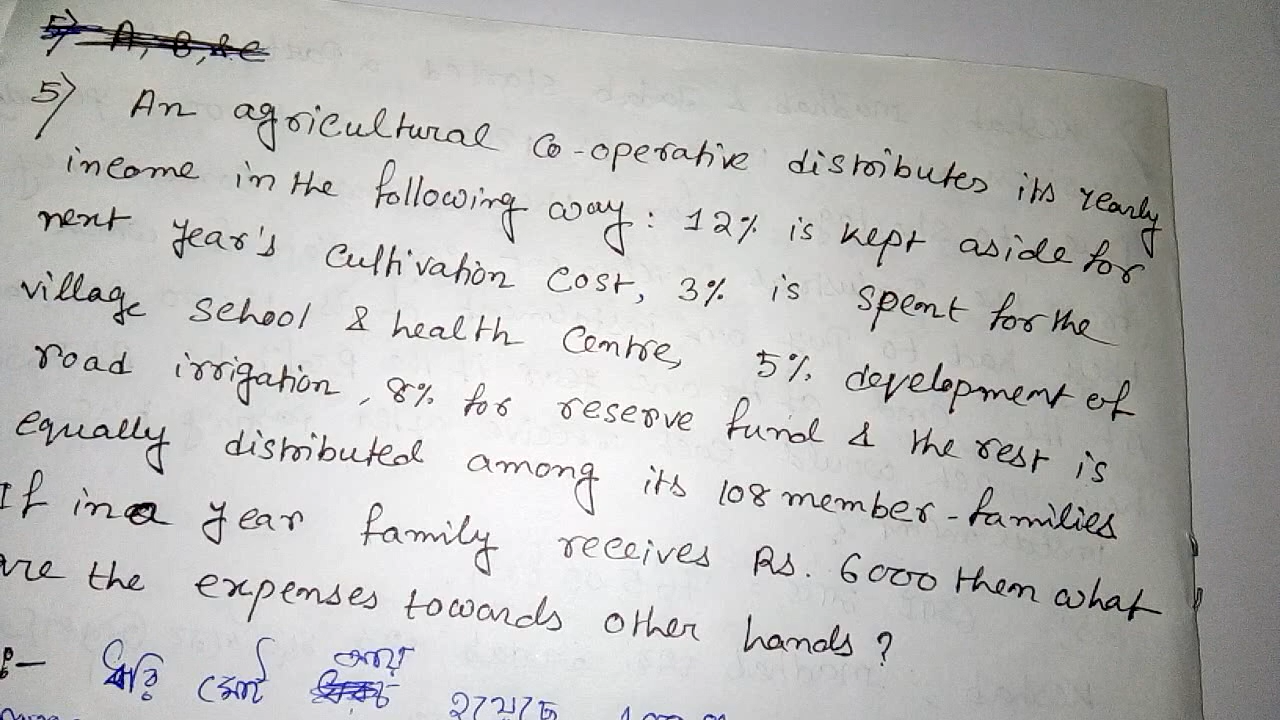 5) A, B, & C
5) An agricultural Co-operative distributes its yearly
income in the following way: 12% is kept aside for
next year's Cultivation Cost, 3% is spent for the
village School & health Centre, 5% development of
road irrigation, 8% for reserve fund & the rest is
equally distributed among its 108 member-families
If in a year family receives Rs. 6000 then what
are the expenses towards other hands?
ধরি মোট আয়